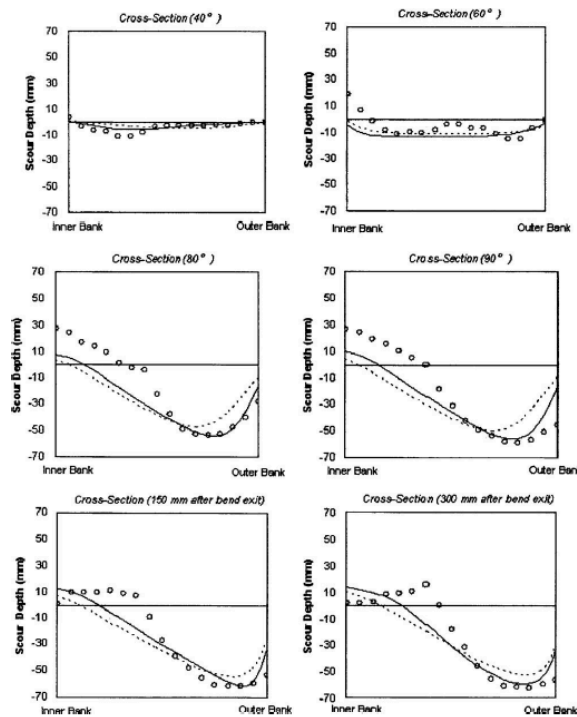 Cross-Section (40°)
70
50
30
10
-10
-30
-50
-70
Scour Depth (mm)
Inner Bank
Outer Bank
Cross-Section (60°)
70
50
30
10
-10
-30
-50
-70
Scour Depth (mm)
Inner Bank
Outer Bank
Cross-Section (80°)
70
50
30
10
-10
-30
-50
-70
Scour Depth (mm)
Inner Bank
Outer Bank
Cross-Section (90°)
70
50
30
10
-10
-30
-50
-70
Scour Depth (mm)
Inner Bank
Outer Bank
Cross-Section (150 mm after bend exit)
70
50
30
10
-10
-30
-50
-70
Scour Depth (mm)
Inner Bank
Outer Bank
Cross-Section (300 mm after bend exit)
70
50
30
10
-10
-30
-50
-70
Scour Depth (mm)
Inner Bank
Outer Bank